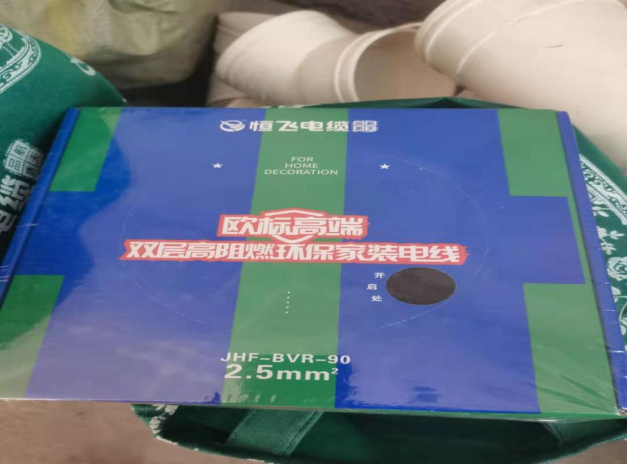 恒飞电缆
FOR
HOME
DECORATION
欧标高端
双层高阻燃环保家装电线
开
启
处
JHF-BVR-90
2.5mm²